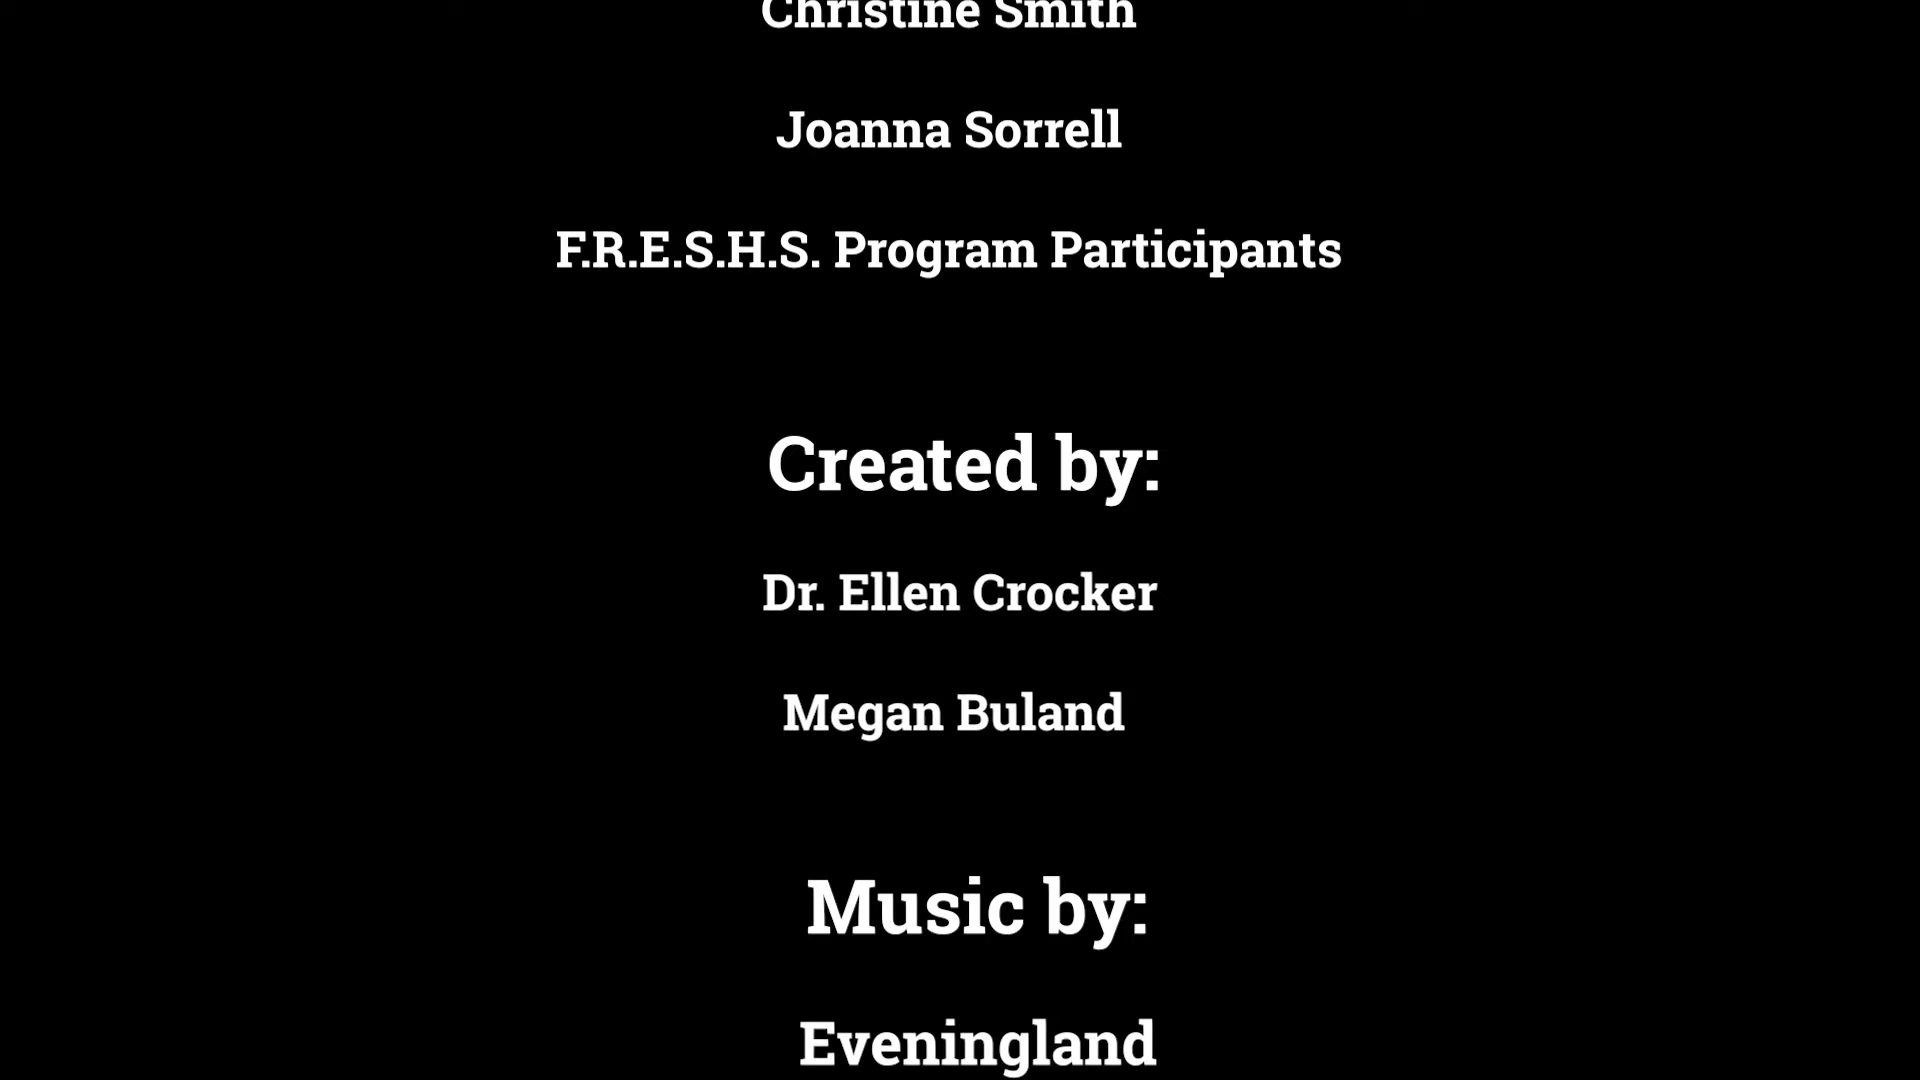 Christine Smith
Joanna Sorrell
F.R.E.S.H.S. Program Participants
Created by:
Dr. Ellen Crocker
Megan Buland
Music by:
Eveningland